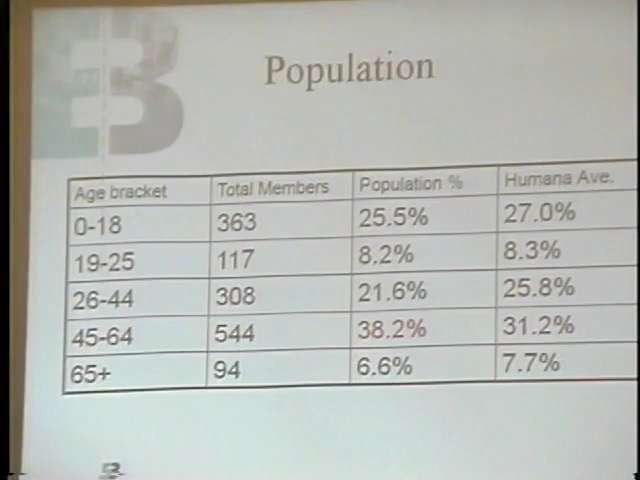 Population
Age bracket Total Members Population % Humana Ave.
0-18 363 25.5% 27.0%
19-25 117 8.2% 8.3%
26-44 308 21.6% 25.8%
45-64 544 38.2% 31.2%
65+ 94 6.6% 7.7%